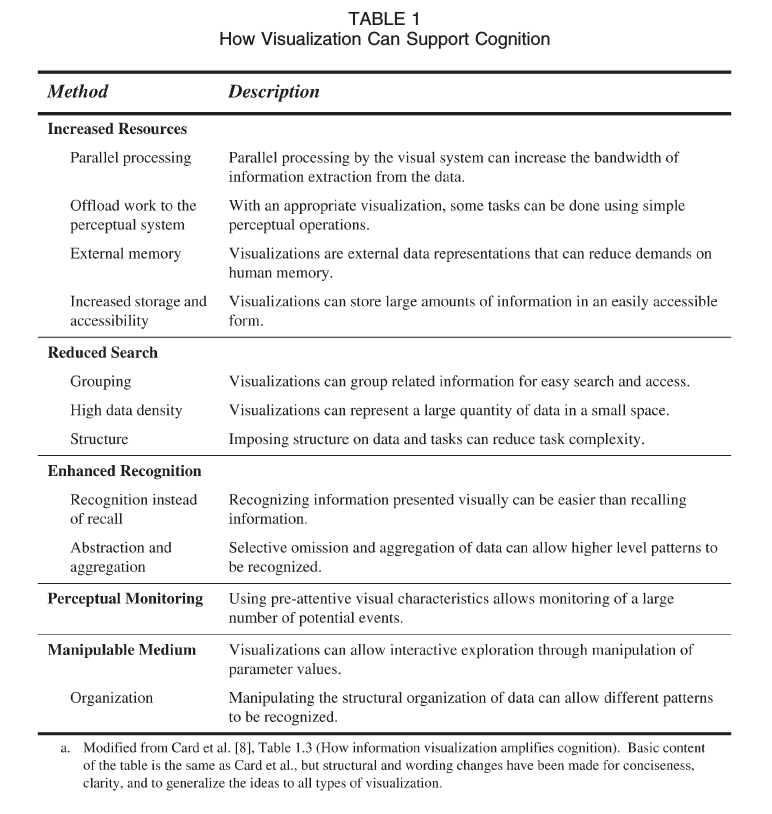 TABLE 1
How Visualization Can Support Cognition
Method Description
Increased Resources
Parallel processing Parallel processing by the visual system can increase the bandwidth of
information extraction from the data.
Offload work to the With an appropriate visualization, some tasks can be done using simple
perceptual system perceptual operations.
External memory Visualizations are external data representations that can reduce demands on
human memory.
Increased storage and Visualizations can store large amounts of information in an easily accessible
accessibility form.
Reduced Search
Grouping Visualizations can group related information for easy search and access.
High data density Visualizations can represent a large quantity of data in a small space.
Structure Imposing structure on data and tasks can reduce task complexity.
Enhanced Recognition
Recognition instead Recognizing information presented visually can be easier than recalling
of recall information.
Abstraction and Selective omission and aggregation of data can allow higher level patterns to
aggregation be recognized.
Perceptual Monitoring Using pre-attentive visual characteristics allows monitoring of a large
number of potential events.
Manipulable Medium Visualizations can allow interactive exploration through manipulation of
parameter values.
Organization Manipulating the structural organization of data can allow different patterns
to be recognized.
a. Modified from Card et al. [8], Table 1.3 (How information visualization amplifies cognition). Basic content
of the table is the same as Card et al., but structural and wording changes have been made for conciseness,
clarity, and to generalize the ideas to all types of visualization.